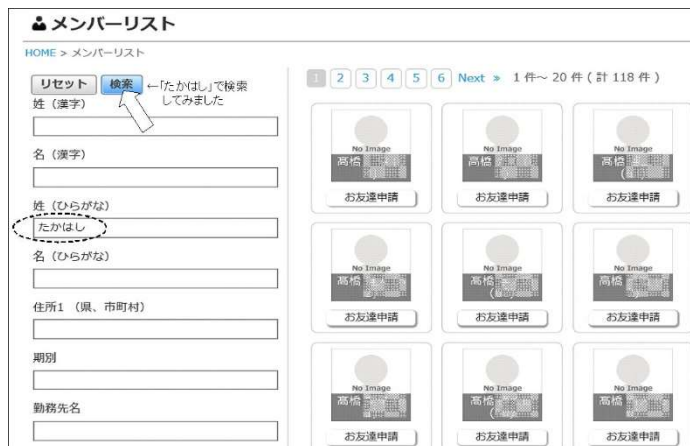 メンバーリスト
HOME > メンバーリスト
リセット 検索 ←「たかはし」で検索
してみました
姓（漢字）
名（漢字）
姓（ひらがな）
たかはし
名（ひらがな）
住所1 （県、市町村）
期別
勤務先名
1 2 3 4 5 6 Next » 1 件～ 20 件 ( 計 118 件 )
No Image No Image No Image
高橋 高橋 高橋
お友達申請 お友達申請 お友達申請
No Image No Image No Image
高橋 高橋 高橋
お友達申請 お友達申請 お友達申請
No Image No Image No Image
高橋 高橋 高橋
お友達申請 お友達申請 お友達申請